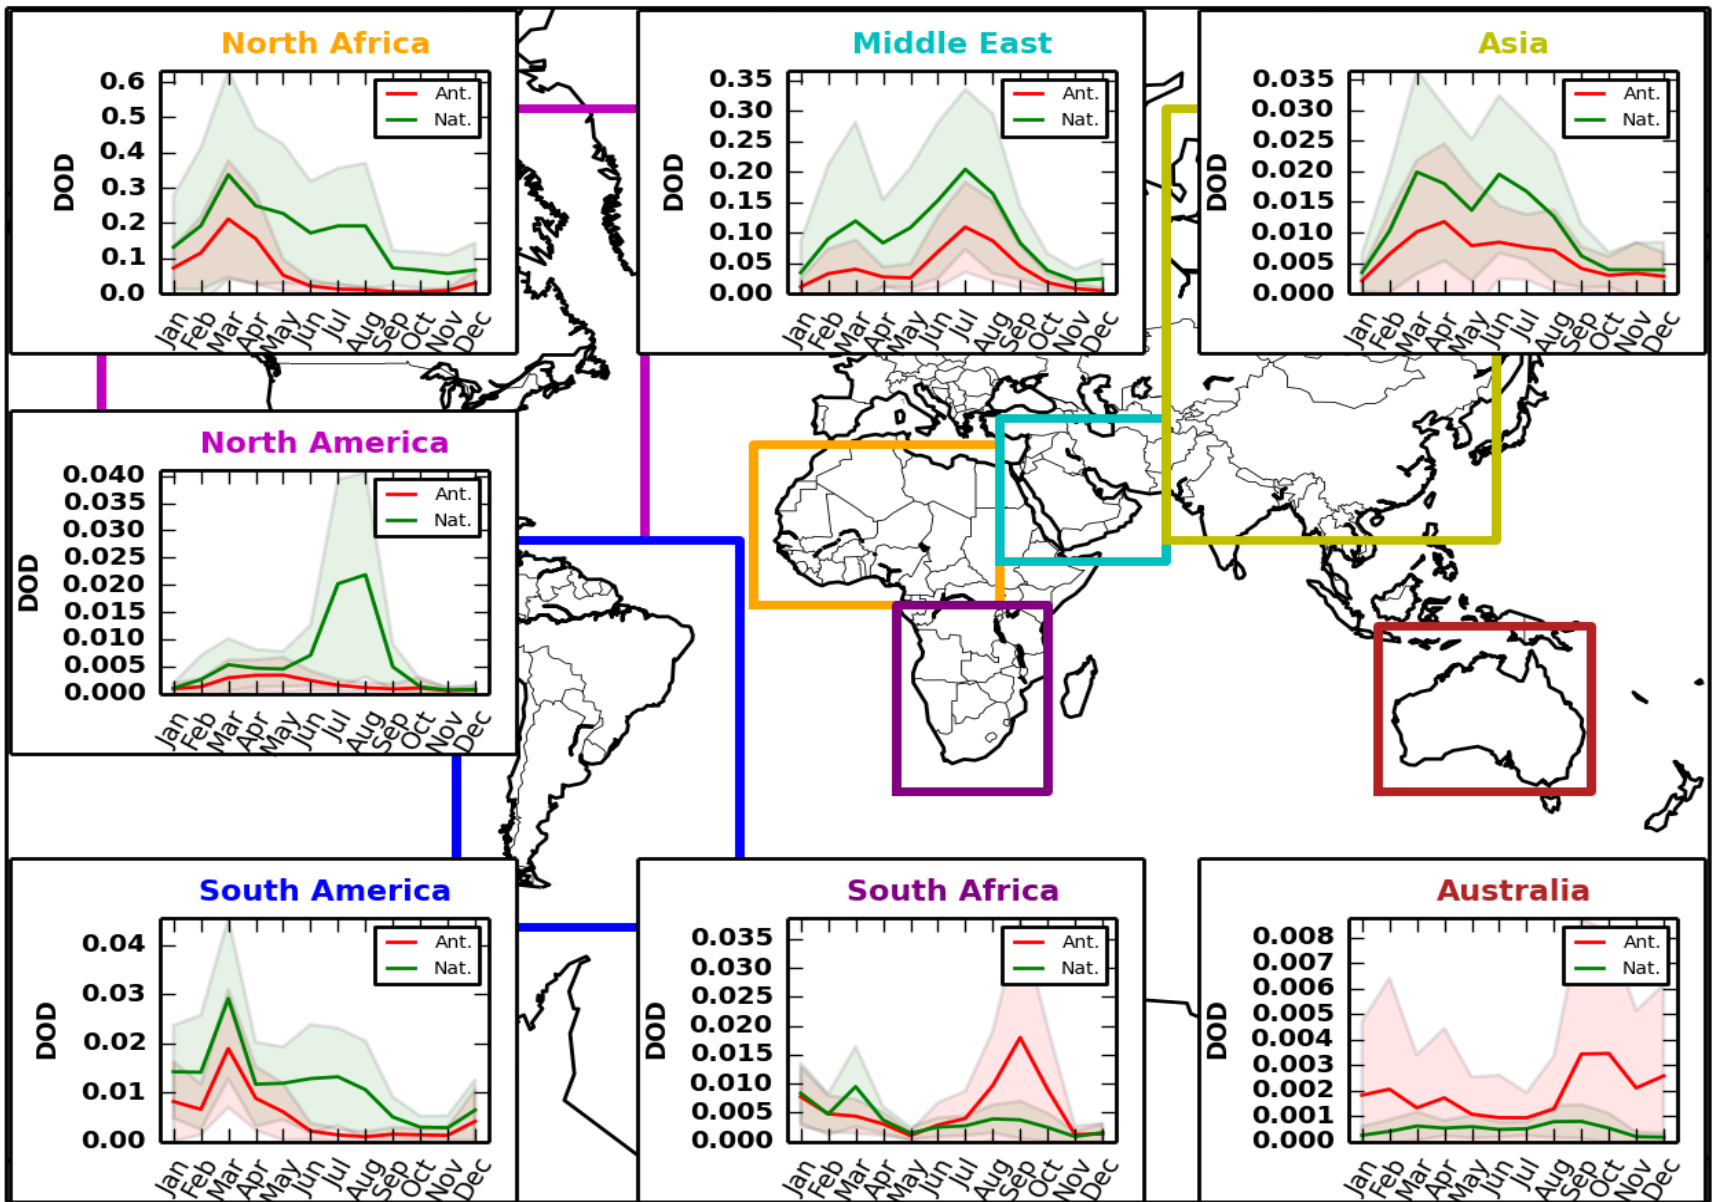 North Africa
0.6
0.5
0.4
0.3
0.2
0.1
0.0
DOD
Ant.
Nat.
Jan Feb Mar Apr May Jun Jul Aug Sep Oct Nov Dec
Middle East
0.35
0.30
0.25
0.20
0.15
0.10
0.05
0.00
DOD
Ant.
Nat.
Jan Feb Mar Apr May Jun Jul Aug Sep Oct Nov Dec
Asia
0.035
0.030
0.025
0.020
0.015
0.010
0.005
0.000
DOD
Ant.
Nat.
Jan Feb Mar Apr May Jun Jul Aug Sep Oct Nov Dec
North America
0.040
0.035
0.030
0.025
0.020
0.015
0.010
0.005
0.000
DOD
Ant.
Nat.
Jan Feb Mar Apr May Jun Jul Aug Sep Oct Nov Dec
South America
0.04
0.03
0.02
0.01
0.00
DOD
Ant.
Nat.
Jan Feb Mar Apr May Jun Jul Aug Sep Oct Nov Dec
South Africa
0.035
0.030
0.025
0.020
0.015
0.010
0.005
0.000
DOD
Ant.
Nat.
Jan Feb Mar Apr May Jun Jul Aug Sep Oct Nov Dec
Australia
0.008
0.007
0.006
0.005
0.004
0.003
0.002
0.001
0.000
DOD
Ant.
Nat.
Jan Feb Mar Apr May Jun Jul Aug Sep Oct Nov Dec